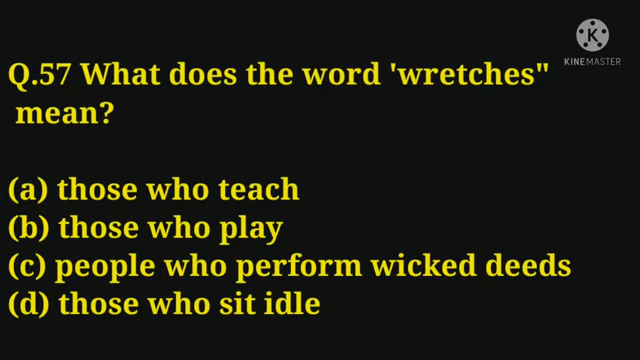 K
KINEMASTER
Q.57 What does the word 'wretches"
mean?
(a) those who teach
(b) those who play
(c) people who perform wicked deeds
(d) those who sit idle